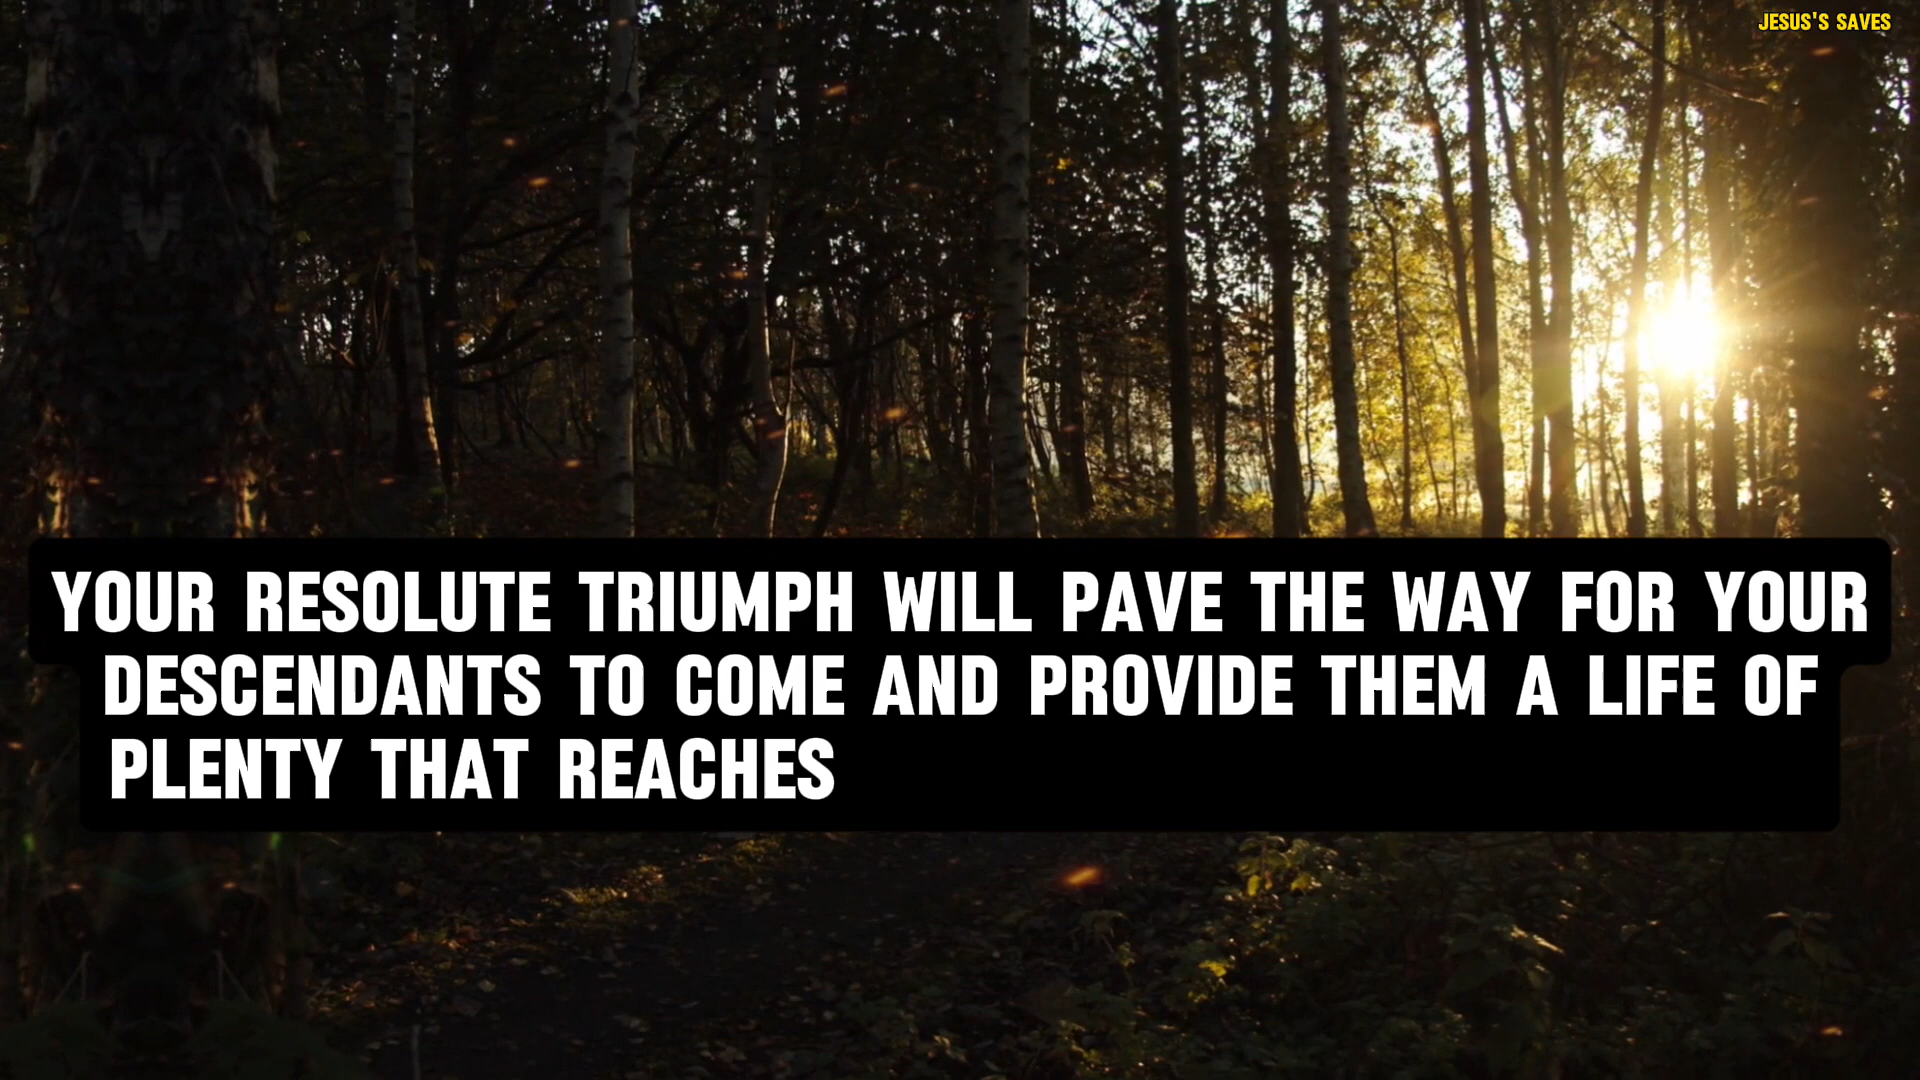 JESUS'S SAVES
YOUR RESOLUTE TRIUMPH WILL PAVE THE WAY FOR YOUR
DESCENDANTS TO COME AND PROVIDE THEM A LIFE OF
PLENTY THAT REACHES